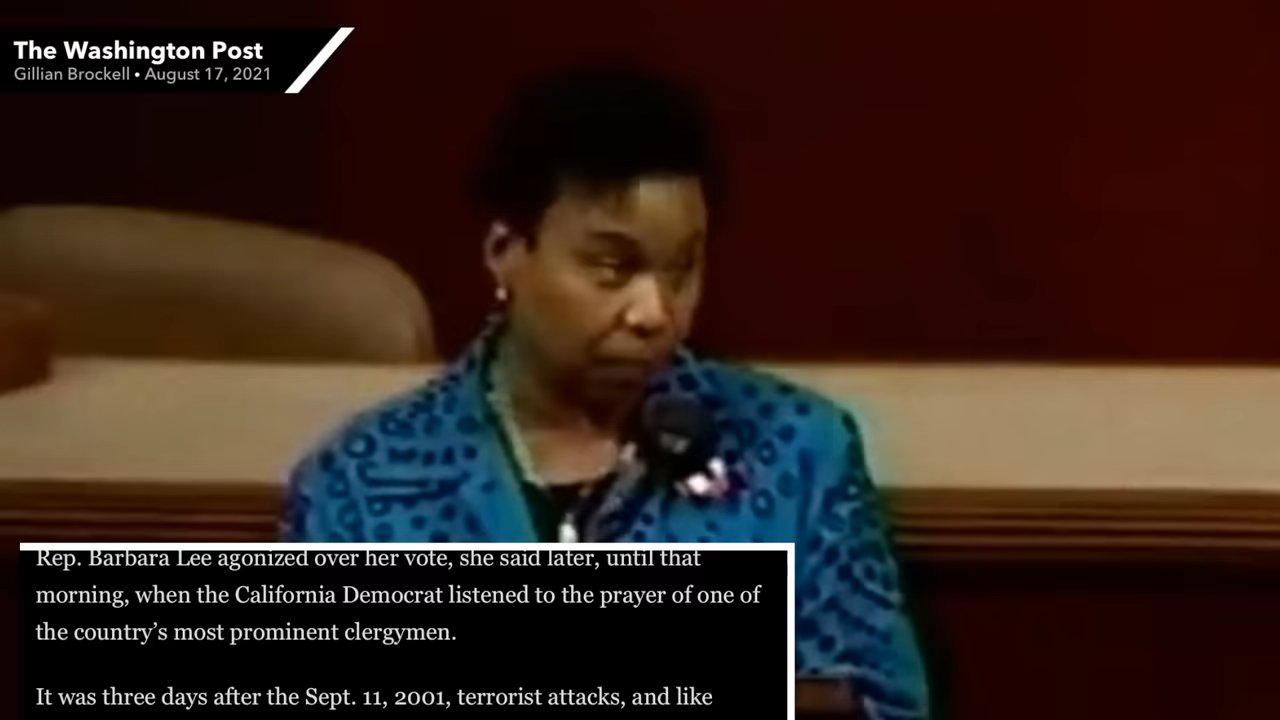 The Washington Post
Gillian Brockell • August 17, 2021
Rep. Barbara Lee agonized over her vote, she said later, until that
morning, when the California Democrat listened to the prayer of one of
the country’s most prominent clergymen.
It was three days after the Sept. 11, 2001, terrorist attacks, and like